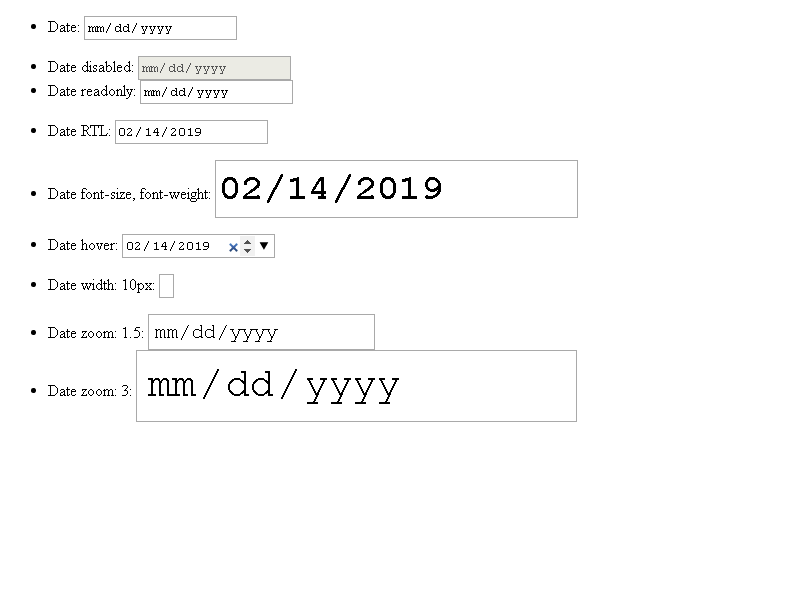 Date: mm/dd/yyyy
Date disabled: mm/dd/yyyy
Date readonly: mm/dd/yyyy
Date RTL: 02/14/2019
Date font-size, font-weight: 02/14/2019
Date hover: 02/14/2019
Date width: 10px:
Date zoom: 1.5: mm/dd/yyyy
Date zoom: 3: mm/dd/yyyy